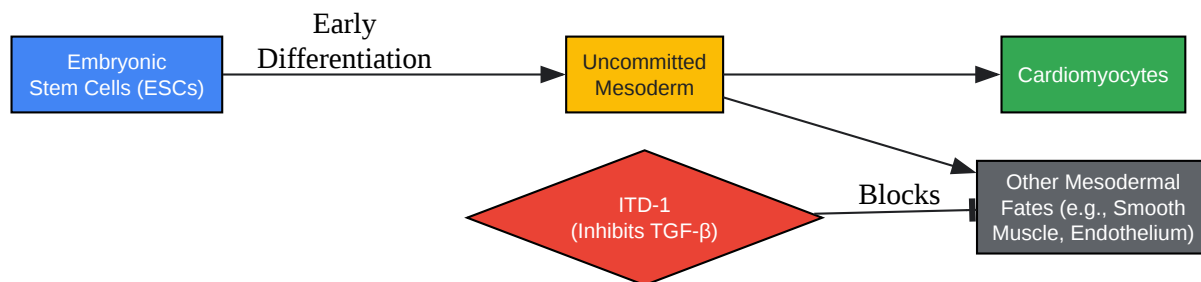 Early
Differentiation
Embryonic
Stem Cells (ESCs)
Uncommitted
Mesoderm
Cardiomyocytes
ITD-1
(Inhibits TGF-β)
Blocks
Other Mesodermal
Fates (e.g., Smooth
Muscle, Endothelium)